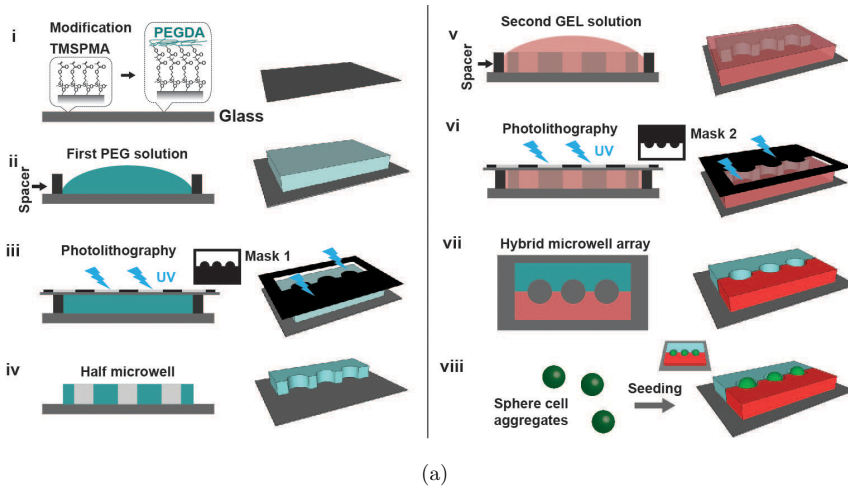 i
Modification
TMSPMA
PEGDA
Glass
ii
First PEG solution
Spacer
iii
Photolithography
UV
Mask 1
iv
Half microwell
v
Second GEL solution
Spacer
vi
Photolithography
UV
Mask 2
vii
Hybrid microwell array
viii
Sphere cell
aggregates
Seeding
(a)